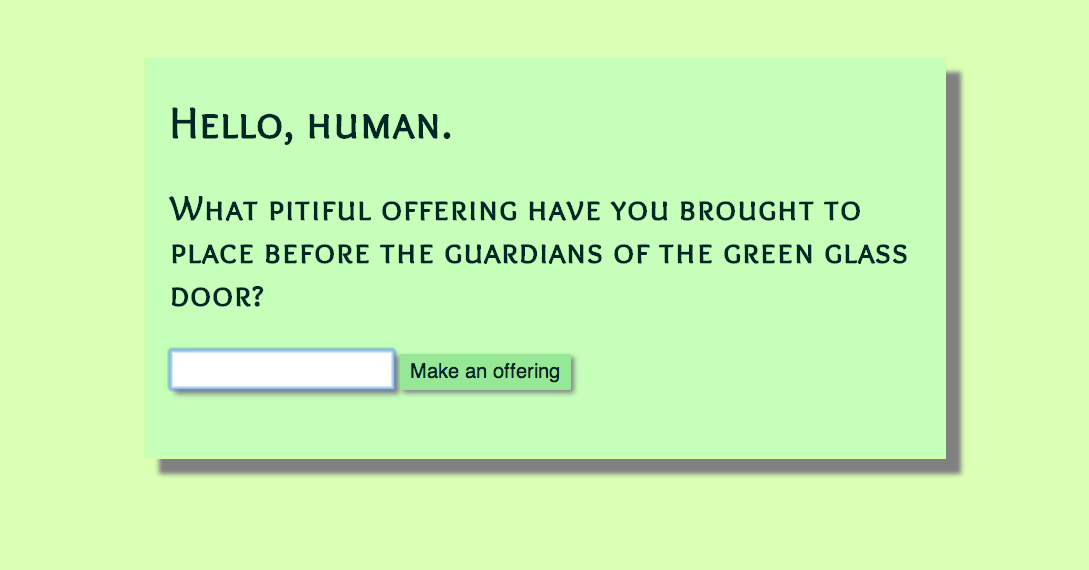 Hello, human.
What pitiful offering have you brought to
place before the guardians of the green glass
door?
Make an offering